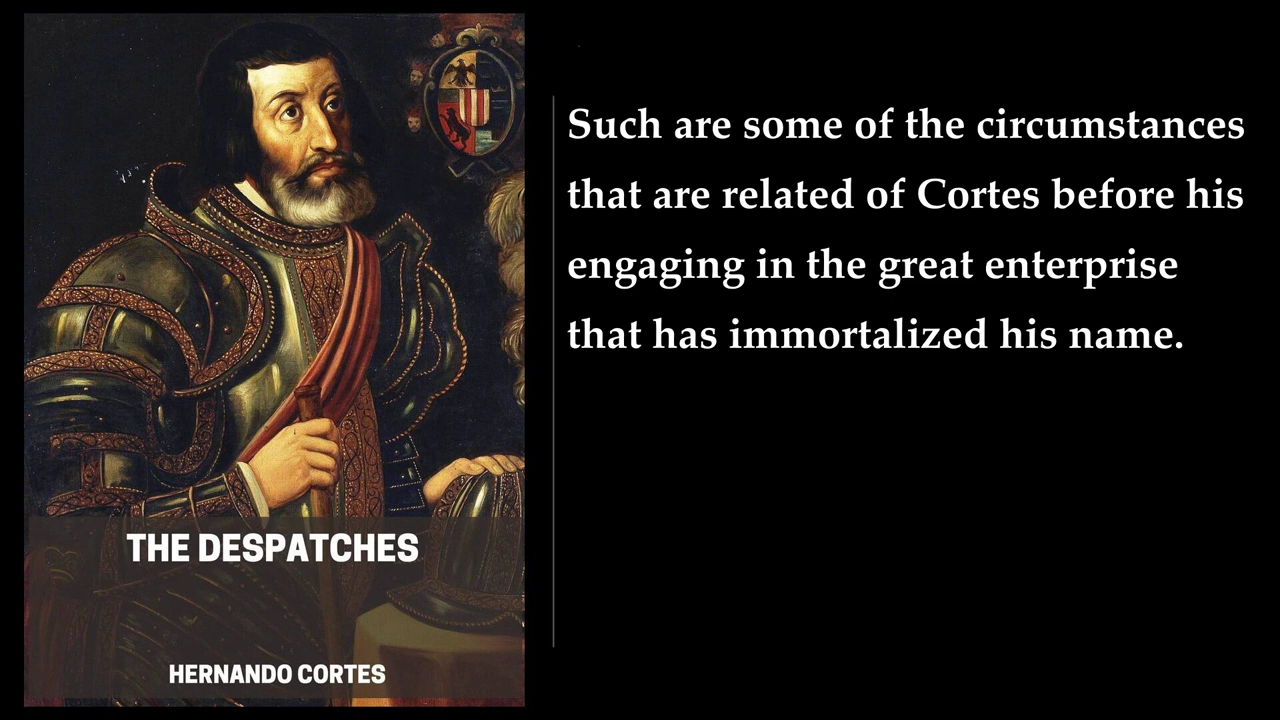 THE DESPATCHES
HERNANDO CORTES
Such are some of the circumstances
that are related of Cortes before his
engaging in the great enterprise
that has immortalized his name.